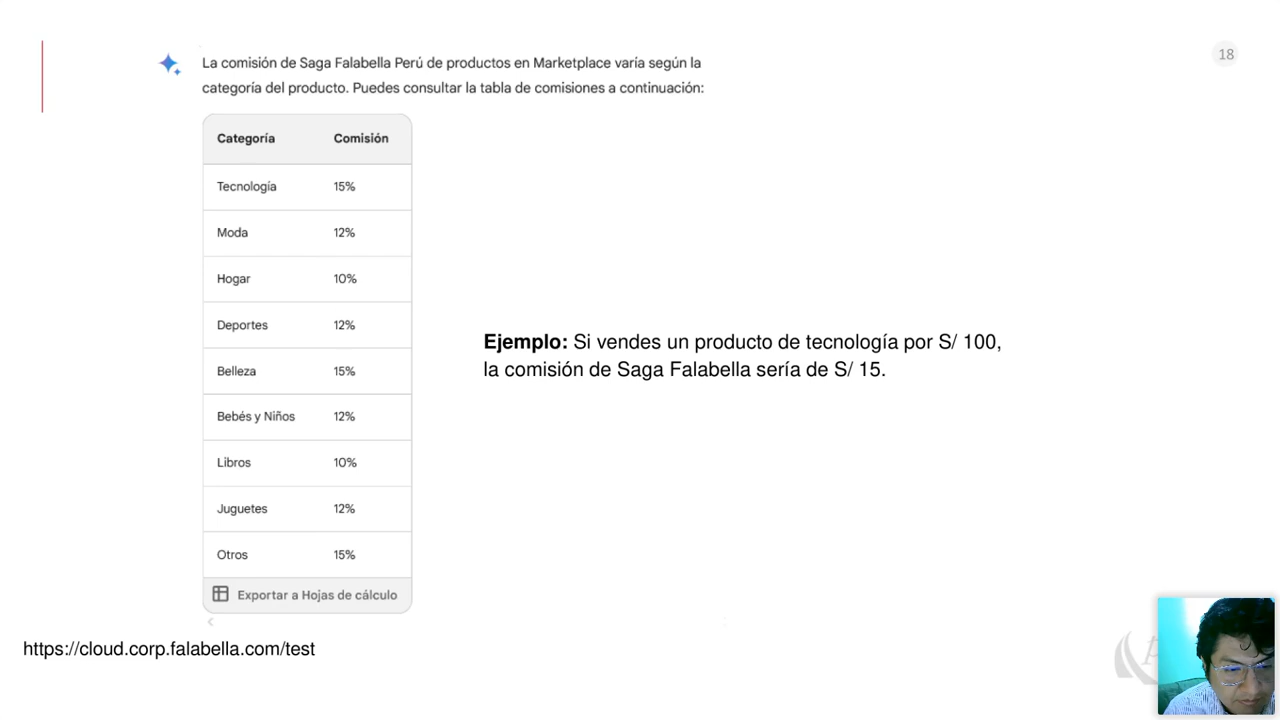 18
La comisión de Saga Falabella Perú de productos en Marketplace varía según la
categoría del producto. Puedes consultar la tabla de comisiones a continuación:
Categoría Comisión
Tecnología 15%
Moda 12%
Hogar 10%
Deportes 12%
Belleza 15%
Bebés y Niños 12%
Libros 10%
Juguetes 12%
Otros 15%
Exportar a Hojas de cálculo
Ejemplo: Si vendes un producto de tecnología por S/ 100,
la comisión de Saga Falabella sería de S/ 15.
https://cloud.corp.falabella.com/test